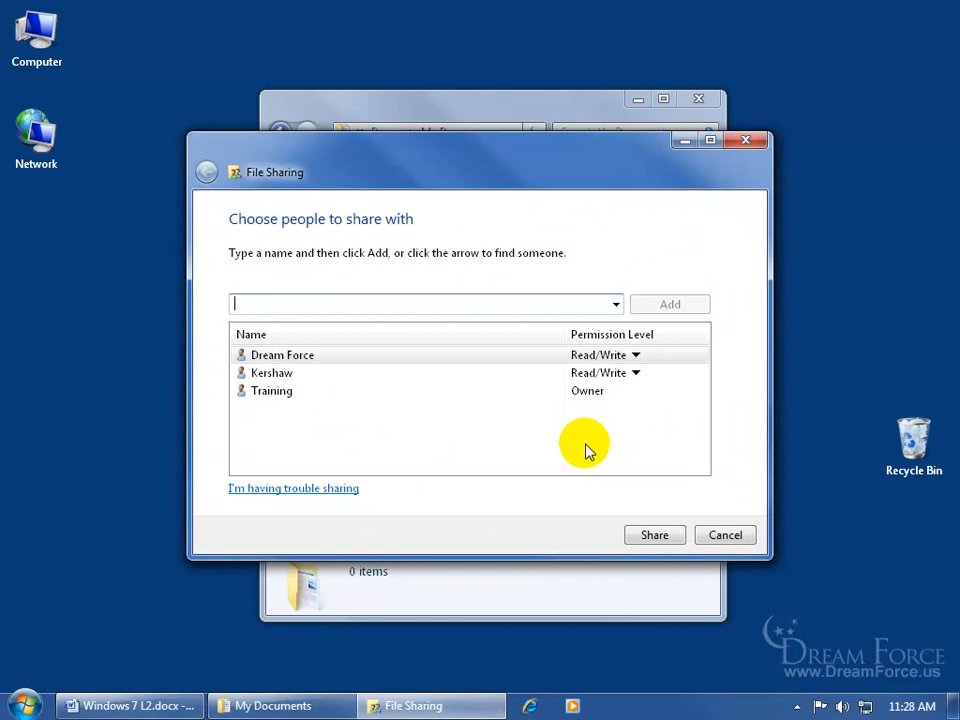 Computer
Network
File Sharing
Choose people to share with
Type a name and then click Add, or click the arrow to find someone.
Add
Name Permission Level
Dream Force Read/Write
Kershaw Read/Write
Training Owner
I'm having trouble sharing
Share Cancel
0 items
Recycle Bin
DREAM FORCE
www.DreamForce.us
Windows 7 L2.docx -...
My Documents
File Sharing
11:28 AM